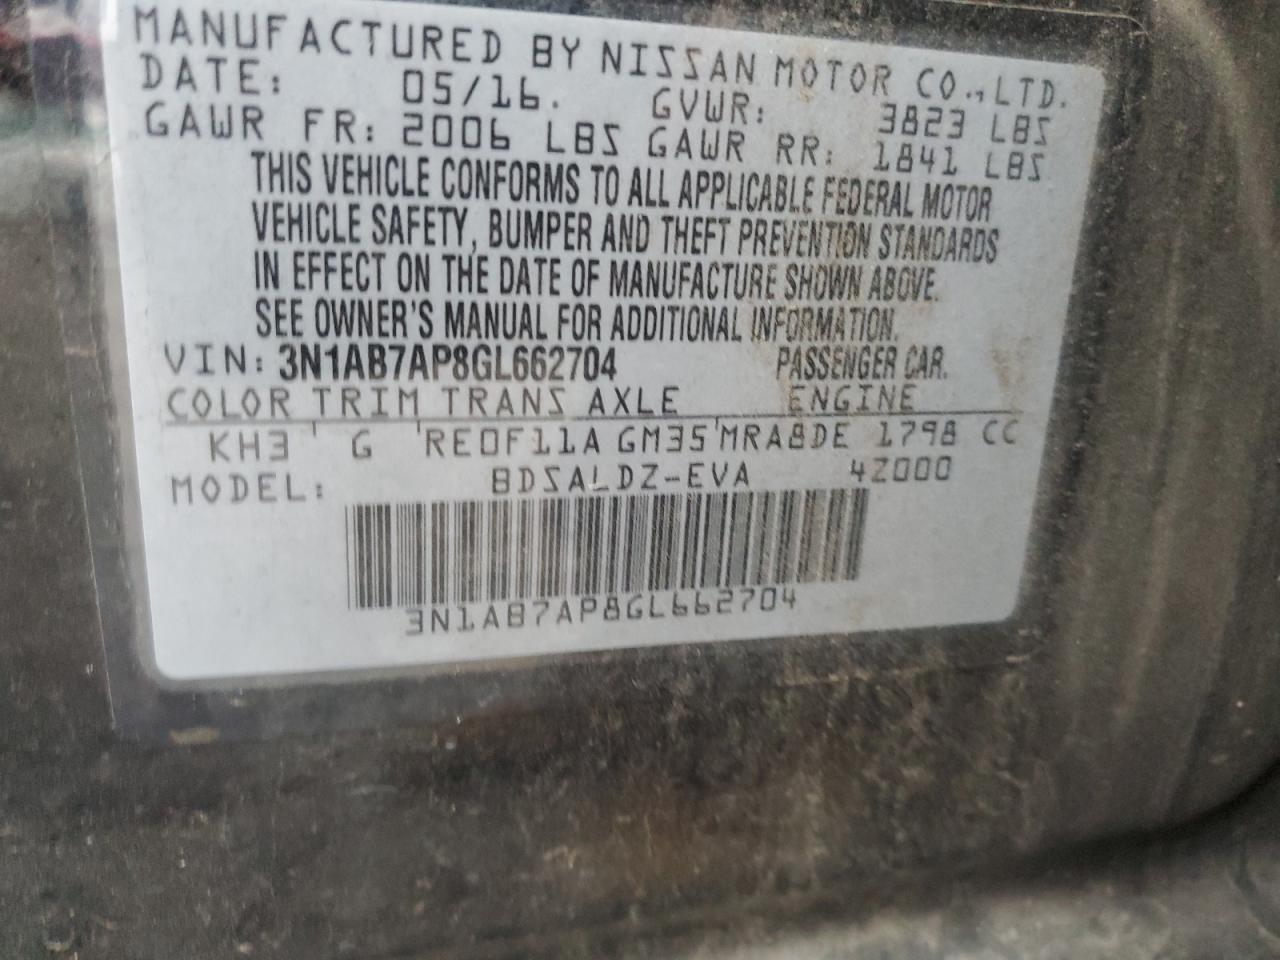 MANUFACTURED BY NISSAN MOTOR CO., LTD.
DATE: 05/16. GVWR: 3823 LBS
GAWR FR: 2006 LBS GAWR RR: 1841 LBS
THIS VEHICLE CONFORMS TO ALL APPLICABLE FEDERAL MOTOR
VEHICLE SAFETY, BUMPER AND THEFT PREVENTION STANDARDS
IN EFFECT ON THE DATE OF MANUFACTURE SHOWN ABOVE.
SEE OWNER'S MANUAL FOR ADDITIONAL INFORMATION.
VIN: 3N1AB7AP8GL662704 PASSENGER CAR.
COLOR TRIM TRANS AXLE ENGINE
KH3 ' G 'RE0F11A GM35'MRA8DE 1798 CC
MODEL: BDSALDZ-EVA 4Z000
3N1AB7AP8GL662704